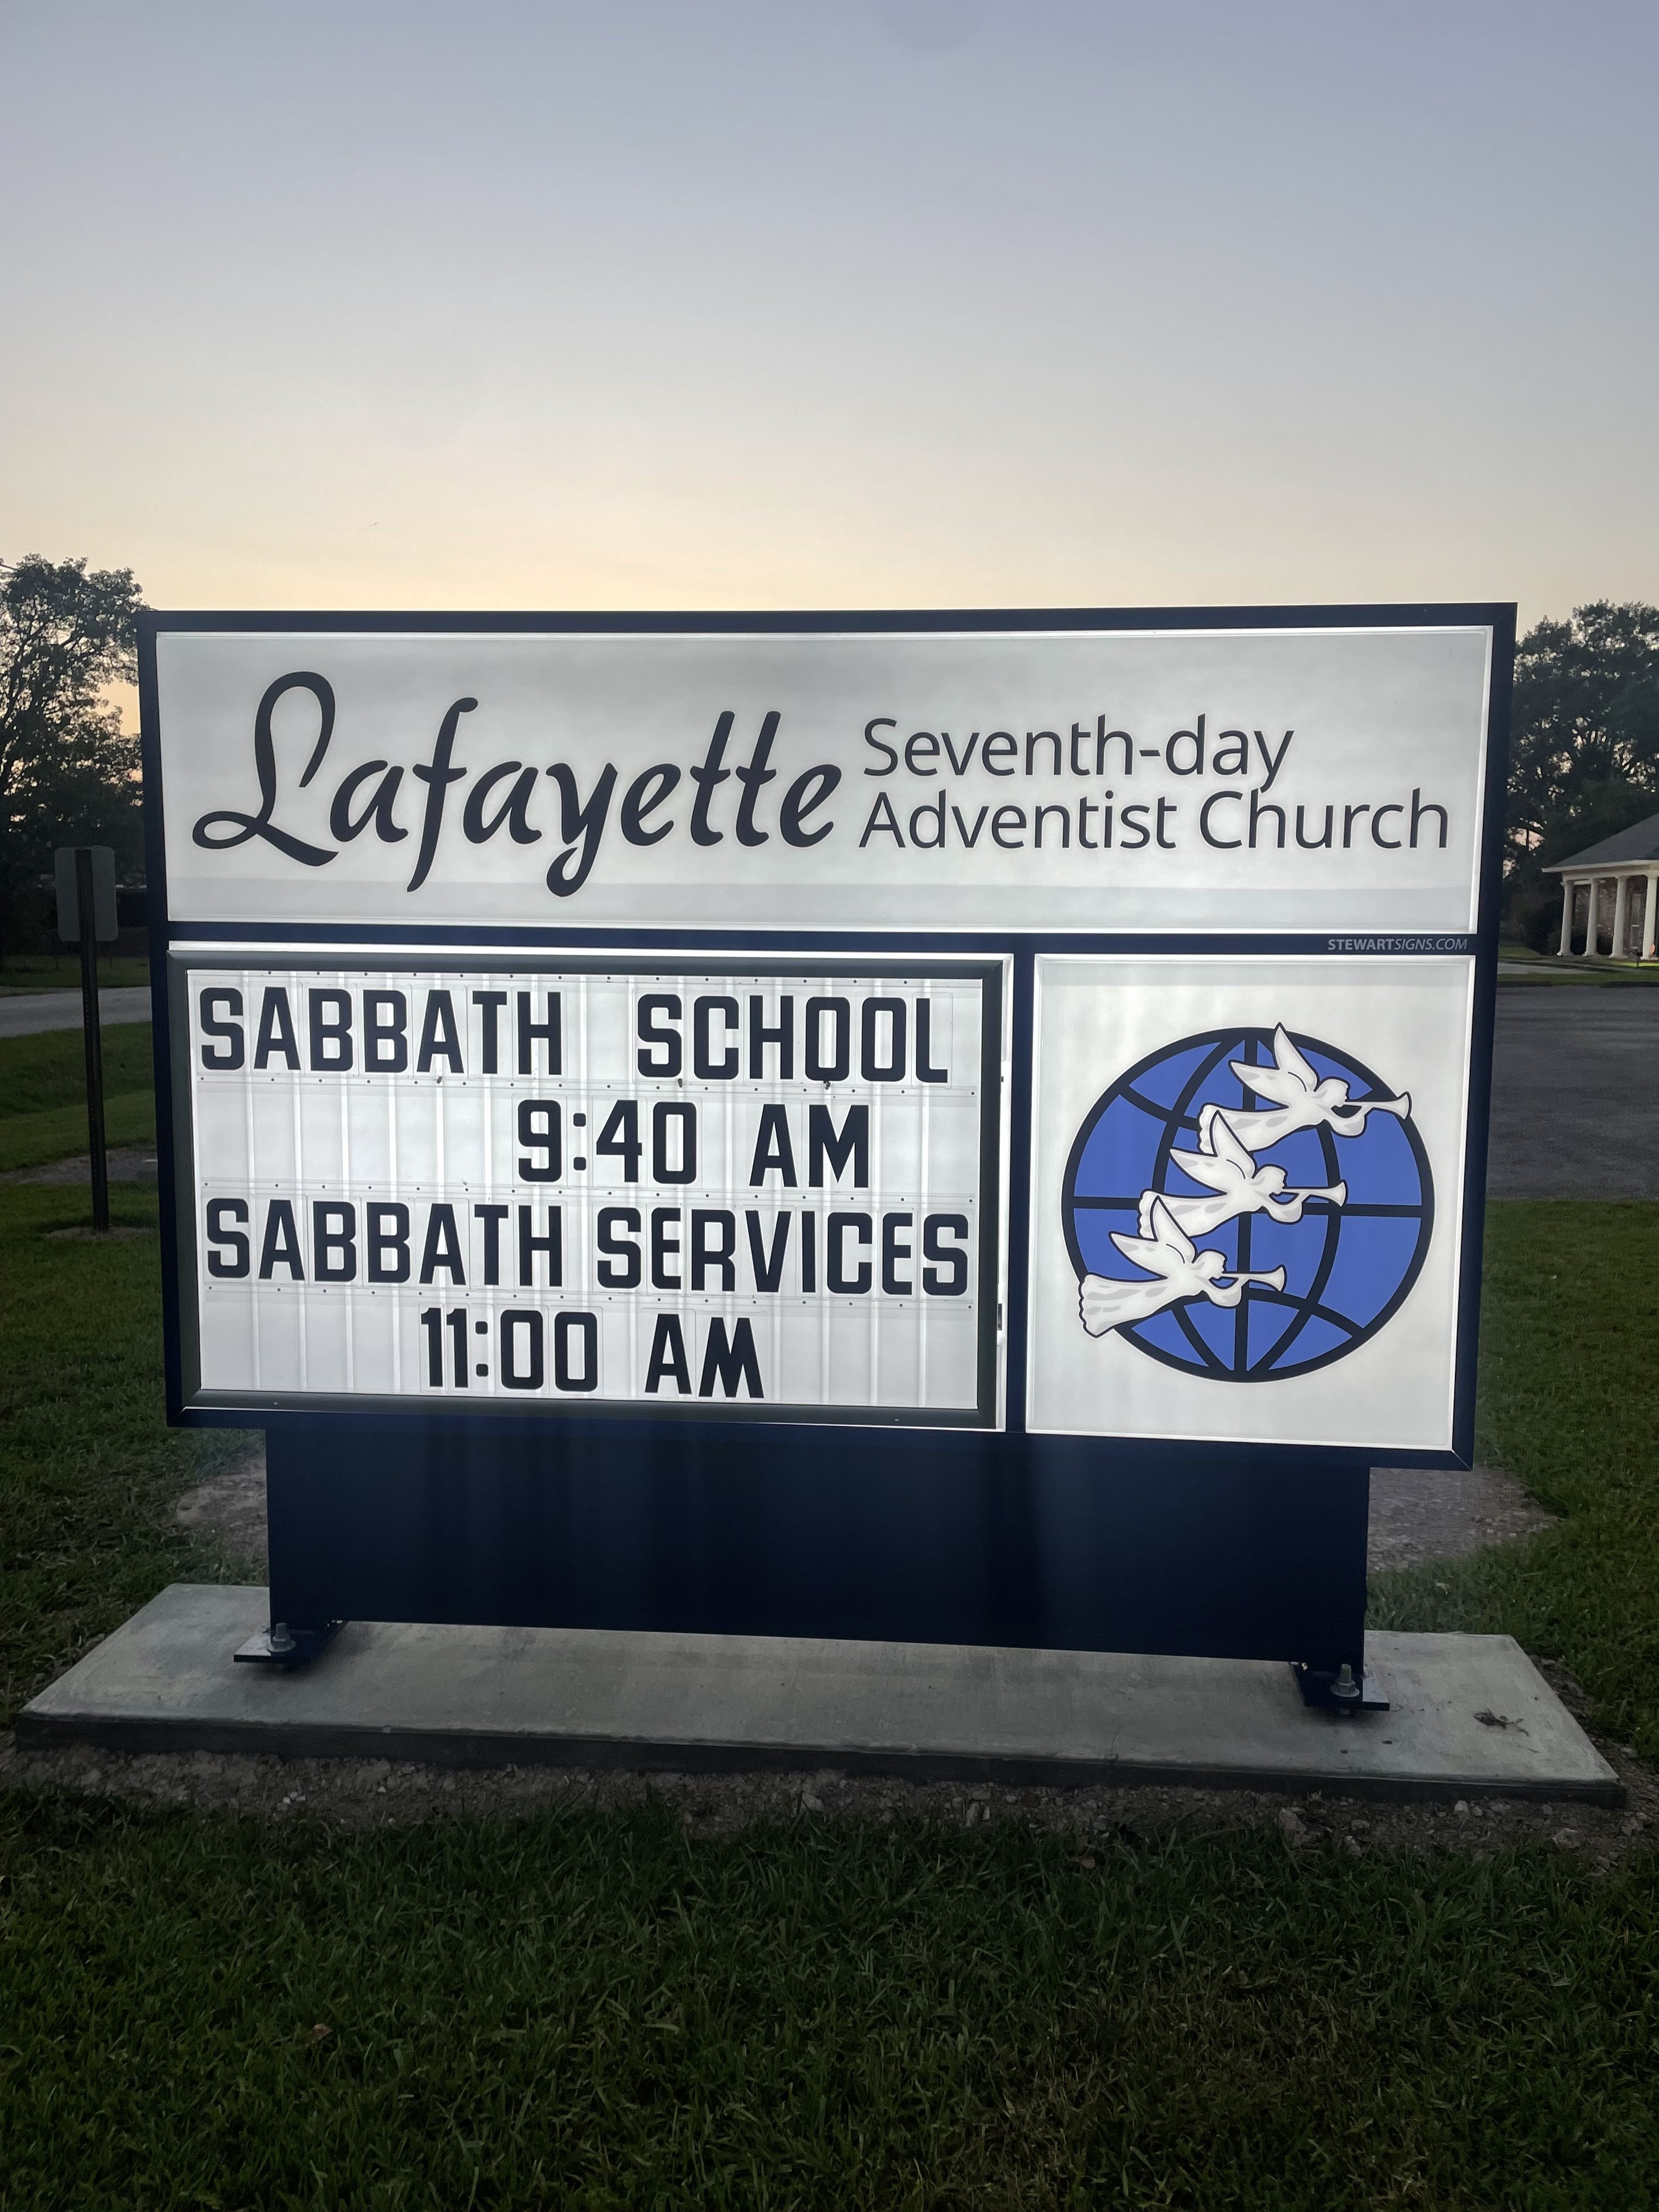 Lafayette Seventh-day
Adventist Church
STEWARTSIGNS.COM
SABBATH SCHOOL
9:40 AM
SABBATH SERVICES
11:00 AM